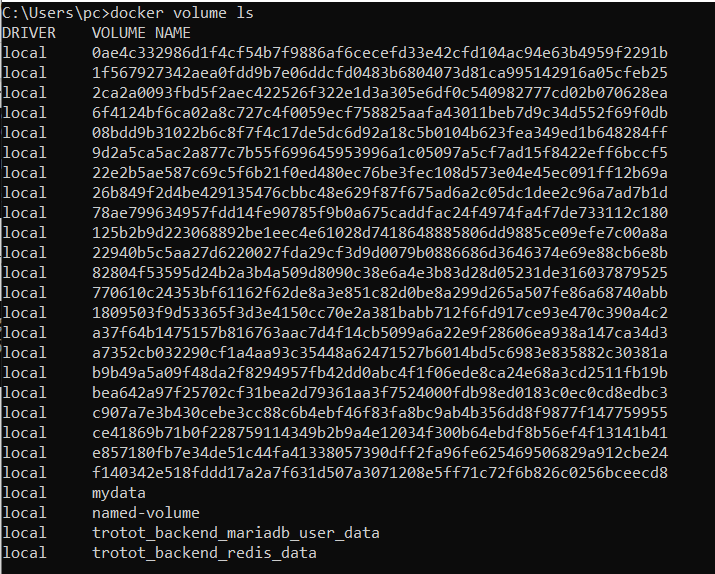 C:\Users\pc>docker volume ls
DRIVER    VOLUME NAME
local     0ae4c332986d1f4cf54b7f9886af6cecefd33e42cfd104ac94e63b4959f2291b
local     1f567927342aea0fdd9b7e06ddcfd0483b6804073d81ca995142916a05cfeb25
local     2ca2a0093fbd5f2aec422526f322e1d3a305e6df0c540982777cd02b070628ea
local     6f4124bf6ca02a8c727c4f0059ecf758825aafa43011beb7d9c34d552f69f0db
local     08bdd9b31022b6c8f7f4c17de5dc6d92a18c5b0104b623fea349ed1b648284ff
local     9d2a5ca5ac2a877c7b55f699645953996a1c05097a5cf7ad15f8422eff6bccf5
local     22e2b5ae587c69c5f6b21f0ed480ec76be3fec108d573e04e45ec091ff12b69a
local     26b849f2d4be429135476cbbc48e629f87f675ad6a2c05dc1dee2c96a7ad7b1d
local     78ae799634957fdd14fe90785f9b0a675caddfac24f4974fa4f7de733112c180
local     125b2b9d223068892be1eec4e61028d7418648885806dd9885ce09efe7c00a8a
local     22940b5c5aa27d6220027fda29cf3d9d0079b0886686d3646374e69e88cb6e8b
local     82804f53595d24b2a3b4a509d8090c38e6a4e3b83d28d05231de316037879525
local     770610c24353bf61162f62de8a3e851c82d0be8a299d265a507fe86a68740abb
local     1809503f9d53365f3d3e4150cc70e2a381babb712f6fd917ce93e470c390a4c2
local     a37f64b1475157b816763aac7d4f14cb5099a6a22e9f28606ea938a147ca34d3
local     a7352cb032290cf1a4aa93c35448a62471527b6014bd5c6983e835882c30381a
local     b9b49a5a09f48da2f8294957fb42dd0abc4f1f06ede8ca24e68a3cd2511fb19b
local     bea642a97f25702cf31bea2d79361aa3f7524000fdb98ed0183c0ec0cd8edbc3
local     c907a7e3b430cebe3cc88c6b4ebf46f83fa8bc9ab4b356dd8f9877f147759955
local     ce41869b71b0f228759114349b2b9a4e12034f300b64ebdf8b56ef4f13141b41
local     e857180fb7e34de51c44fa41338057390dff2fa96fe625469506829a912cbe24
local     f140342e518fddd17a2a7f631d507a3071208e5ff71c72f6b826c0256bceecd8
local     mydata
local     named-volume
local     trotot_backend_mariadb_user_data
local     trotot_backend_redis_data